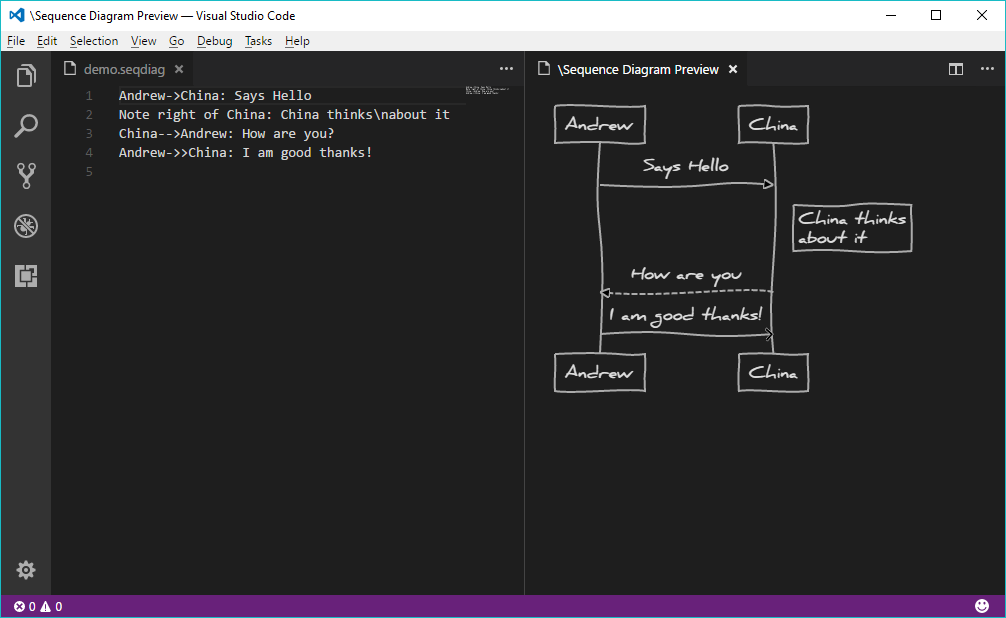 \Sequence Diagram Preview — Visual Studio Code
File Edit Selection View Go Debug Tasks Help
demo.seqdiag
1 Andrew->China: Says Hello
2 Note right of China: China thinks\nabout it
3 China-->Andrew: How are you?
4 Andrew->>China: I am good thanks!
5
\Sequence Diagram Preview
Andrew China
Says Hello
China thinks
about it
How are you
I am good thanks!
Andrew China
0 0